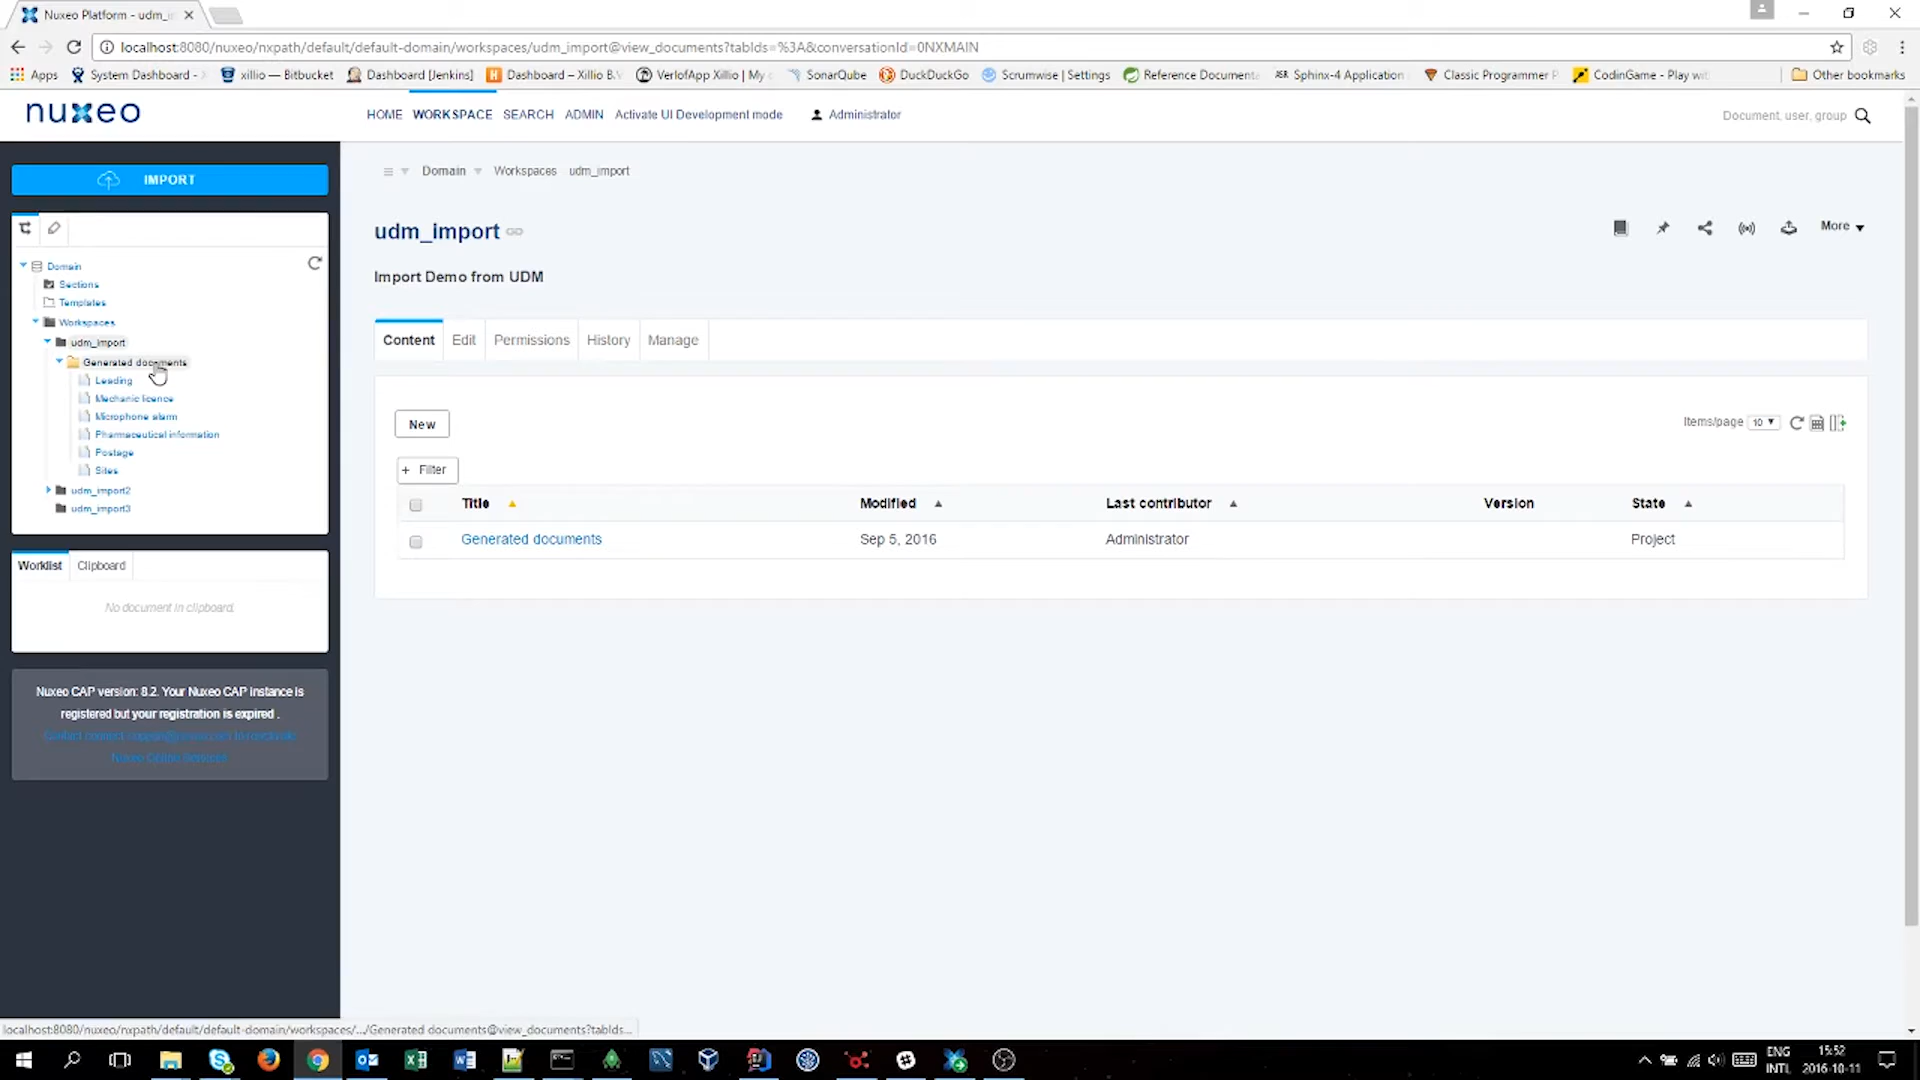 Nuxeo Platform - udm_i
localhost:8080/nuxeo/nxpath/default/default-domain/workspaces/udm_import@view_documents?tabIds=%3A&conversationId=0NXMAIN
Apps System Dashboard - xillio — Bitbucket Dashboard [Jenkins] Dashboard – Xillio B.V VerlofApp Xillio | My SonarQube DuckDuckGo Scrumwise | Settings Reference Document Sphinx-4 Application Classic Programmer P CodinGame - Play wit Other bookmarks
nuxeo
HOME WORKSPACE SEARCH ADMIN Activate UI Development mode Administrator
Document, user, group
IMPORT
Domain Workspaces udm_import
udm_import
More
Import Demo from UDM
Domain
Sections
Templates
Workspaces
udm_import
Generated documents
Leading
Mechanic licence
Microphone alarm
Pharmaceutical information
Postage
Sites
udm_import2
udm_import3
Content Edit Permissions History Manage
New
Items/page 10
+ Filter
Title Modified Last contributor Version State
Generated documents Sep 5, 2016 Administrator Project
Worklist Clipboard
No document in clipboard.
Nuxeo CAP version: 8.2. Your Nuxeo CAP instance is
registered but your registration is expired .
localhost:8080/nuxeo/nxpath/default/default-domain/workspaces/.../Generated documents@view_documents?tabIds...
ENG
INTL
15:52
2016-10-11